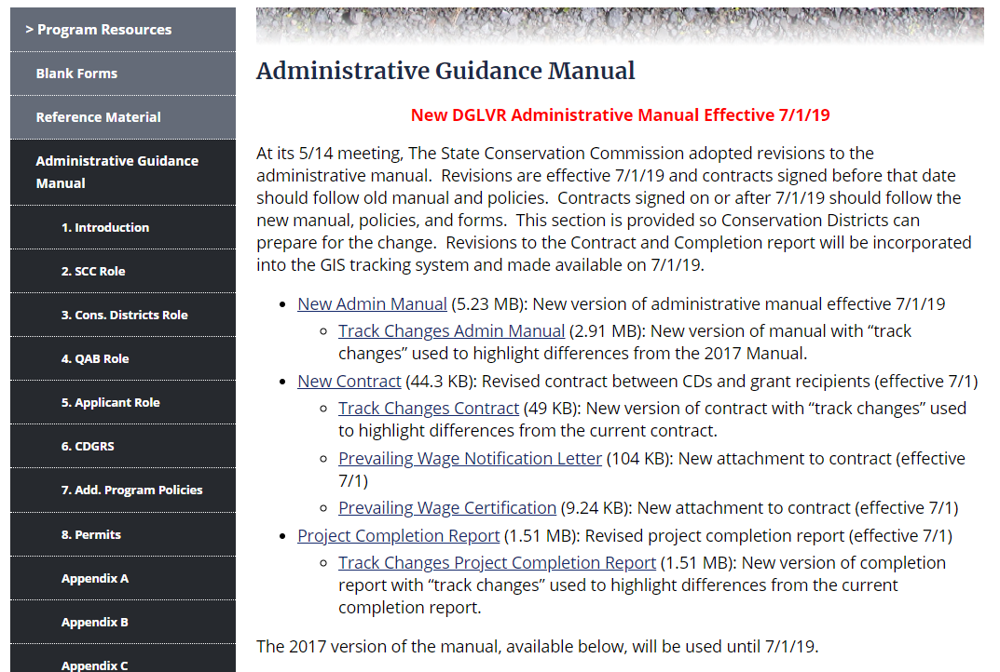 > Program Resources
Blank Forms
Reference Material
Administrative Guidance
Manual
1. Introduction
2. SCC Role
3. Cons. Districts Role
4. QAB Role
5. Applicant Role
6. CDGRS
7. Add. Program Policies
8. Permits
Appendix A
Appendix B
Appendix C
Administrative Guidance Manual
New DGLVR Administrative Manual Effective 7/1/19
At its 5/14 meeting, The State Conservation Commission adopted revisions to the
administrative manual.  Revisions are effective 7/1/19 and contracts signed before that date
should follow old manual and policies.  Contracts signed on or after 7/1/19 should follow the
new manual, policies, and forms.  This section is provided so Conservation Districts can
prepare for the change.  Revisions to the Contract and Completion report will be incorporated
into the GIS tracking system and made available on 7/1/19.
• New Admin Manual (5.23 MB): New version of administrative manual effective 7/1/19
◦ Track Changes Admin Manual (2.91 MB): New version of manual with “track
changes” used to highlight differences from the 2017 Manual.
• New Contract (44.3 KB): Revised contract between CDs and grant recipients (effective 7/1)
◦ Track Changes Contract (49 KB): New version of contract with “track changes” used
to highlight differences from the current contract.
◦ Prevailing Wage Notification Letter (104 KB): New attachment to contract (effective
7/1)
◦ Prevailing Wage Certification (9.24 KB): New attachment to contract (effective 7/1)
• Project Completion Report (1.51 MB): Revised project completion report (effective 7/1)
◦ Track Changes Project Completion Report (1.51 MB): New version of completion
report with “track changes” used to highlight differences from the current
completion report.
The 2017 version of the manual, available below, will be used until 7/1/19.